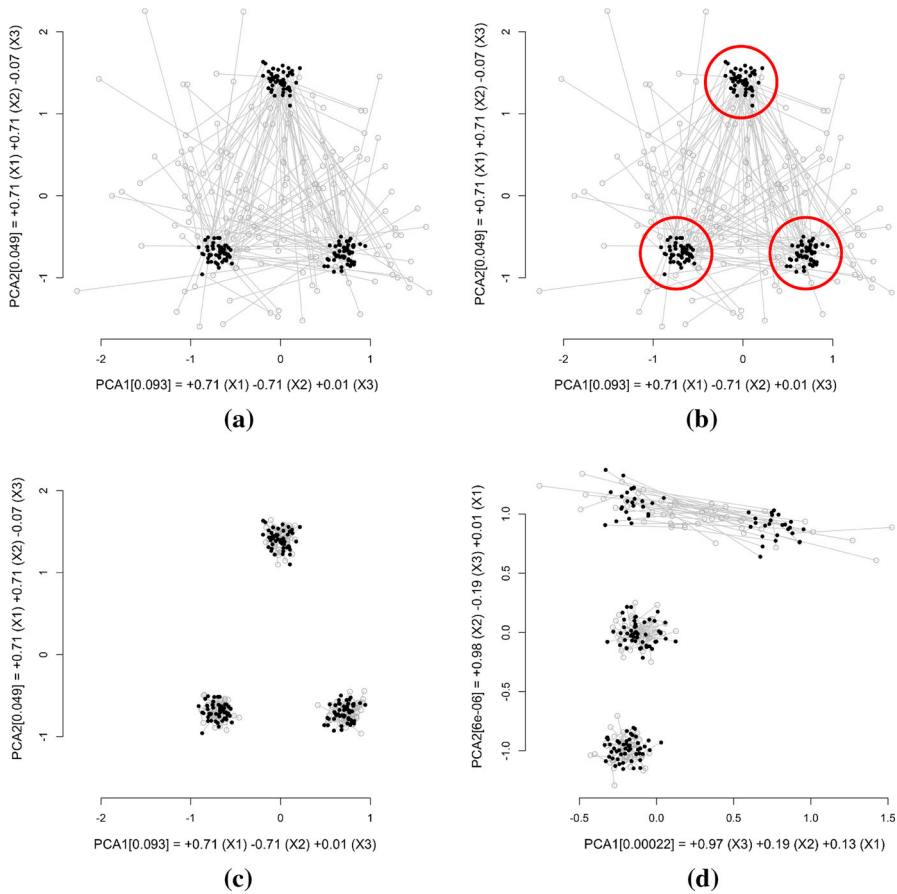 2
1
0
-1
PCA2[0.049] = +0.71 (X1) +0.71 (X2) -0.07 (X3)
-2
-1
0
1
PCA1[0.093] = +0.71 (X1) -0.71 (X2) +0.01 (X3)
(a)
2
1
0
-1
PCA2[0.049] = +0.71 (X1) +0.71 (X2) -0.07 (X3)
-2
-1
0
1
PCA1[0.093] = +0.71 (X1) -0.71 (X2) +0.01 (X3)
(b)
2
1
0
-1
PCA2[0.049] = +0.71 (X1) +0.71 (X2) -0.07 (X3)
-2
-1
0
1
PCA1[0.093] = +0.71 (X1) -0.71 (X2) +0.01 (X3)
(c)
1.0
0.5
0.0
-0.5
-1.0
PCA2[6e-06] = +0.98 (X2) -0.19 (X3) +0.01 (X1)
-0.5
0.0
0.5
1.0
1.5
PCA1[0.00022] = +0.97 (X3) +0.19 (X2) +0.13 (X1)
(d)